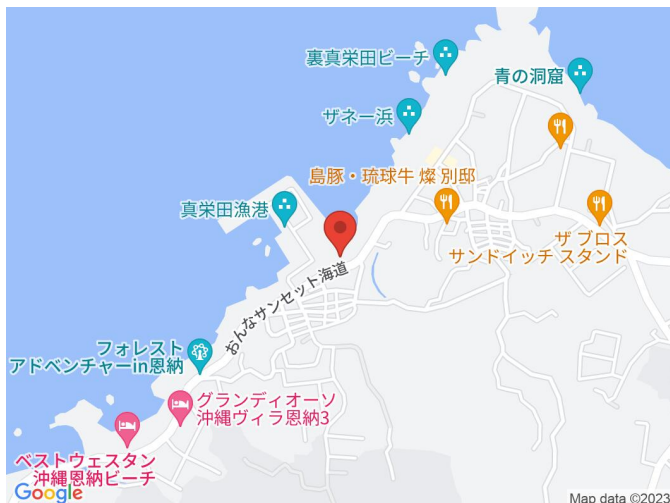 裏真栄田ビーチ
青の洞窟
ザネー浜
島豚・琉球牛 燦 別邸
真栄田漁港
ザ ブロス
サンドイッチ スタンド
おんなサンセット海道
フォレスト
アドベンチャーin恩納
グランディオーソ
沖縄ヴィラ恩納3
ベストウェスタン
沖縄恩納ビーチ
Google
Map data ©2023